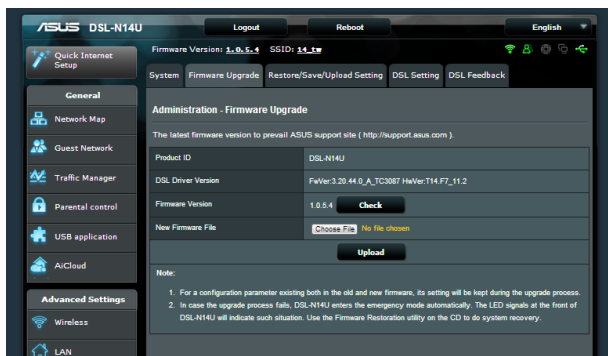 ASUS DSL-N14U Logout Reboot English
Quick Internet Setup
Firmware Version: 1.0.5.4 SSID: 14_tw
System Firmware Upgrade Restore/Save/Upload Setting DSL Setting DSL Feedback
General
Network Map
Guest Network
Traffic Manager
Parental control
USB application
AiCloud
Advanced Settings
Wireless
LAN
Administration - Firmware Upgrade
The latest firmware version to prevail ASUS support site ( http://support.asus.com ).
Product ID DSL-N14U
DSL Driver Version FwVer:3.20.44.0_A_TC3087 HwVer:T14.F7_11.2
Firmware Version 1.0.5.4 Check
New Firmware File Choose File No file chosen
Upload
Note:
1. For a configuration parameter existing both in the old and new firmware, its setting will be kept during the upgrade process.
2. In case the upgrade process fails, DSL-N14U enters the emergency mode automatically. The LED signals at the front of
DSL-N14U will indicate such situation. Use the Firmware Restoration utility on the CD to do system recovery.